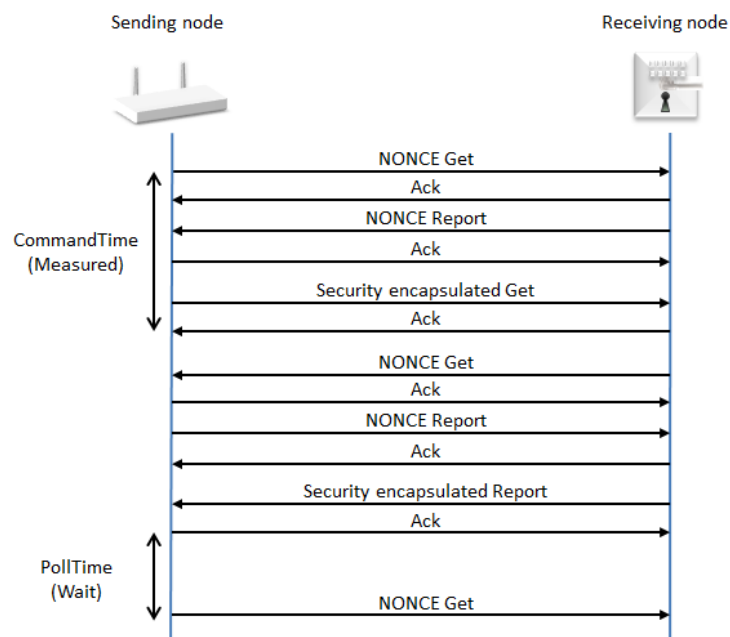 Sending node
Receiving node
NONCE Get
Ack
NONCE Report
CommandTime
(Measured)
Ack
Security encapsulated Get
Ack
NONCE Get
Ack
NONCE Report
Ack
Security encapsulated Report
Ack
PollTime
(Wait)
NONCE Get